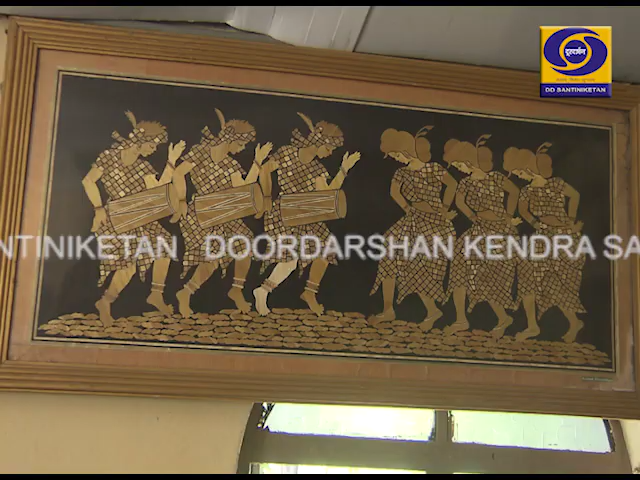 दूरदर्शन
DD SANTINIKETAN
NTINIKETAN DOORDARSHAN KENDRA SA